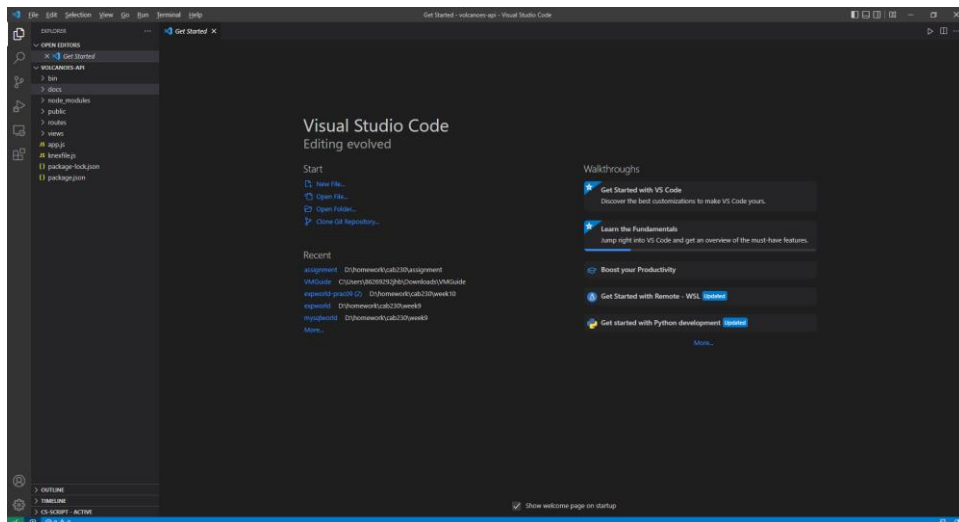 File Edit Selection View Go Run Terminal Help
Get Started - volcanoes-api - Visual Studio Code
EXPLORER
Get Started
OPEN EDITORS
Get Started
VOLCANOES-API
bin
docs
node_modules
public
routes
views
JS app.js
JS knexfile.js
{} package-lock.json
{} package.json
OUTLINE
TIMELINE
CS-SCRIPT - ACTIVE
Visual Studio Code
Editing evolved
Start
New File...
Open File...
Open Folder...
Clone Git Repository...
Recent
assignment D:\homework\cab230\assignment
VMGuide C:\Users\86269292jhb\Downloads\VMGuide
expworld-prac09 (2) D:\homework\cab230\week10
expworld D:\homework\cab230\week9
mysqlworld D:\homework\cab230\week9
More...
Walkthroughs
Get Started with VS Code
Discover the best customizations to make VS Code yours.
Learn the Fundamentals
Jump right into VS Code and get an overview of the must-have features.
Boost your Productivity
Get Started with Remote - WSL Updated
Get started with Python development Updated
More...
Show welcome page on startup